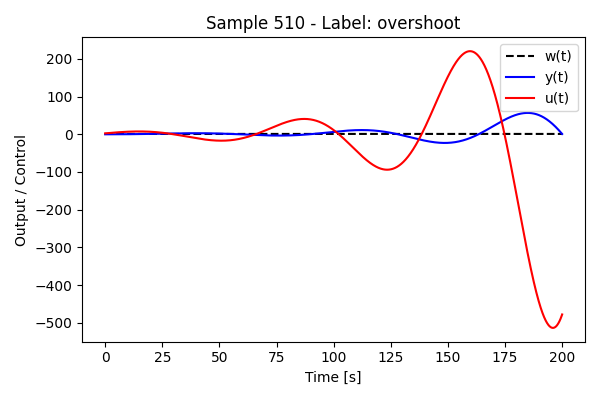 Sample 510 - Label: overshoot
Output / Control
200
100
0
−100
−200
−300
−400
−500
w(t)
y(t)
u(t)
0 25 50 75 100 125 150 175 200
Time [s]